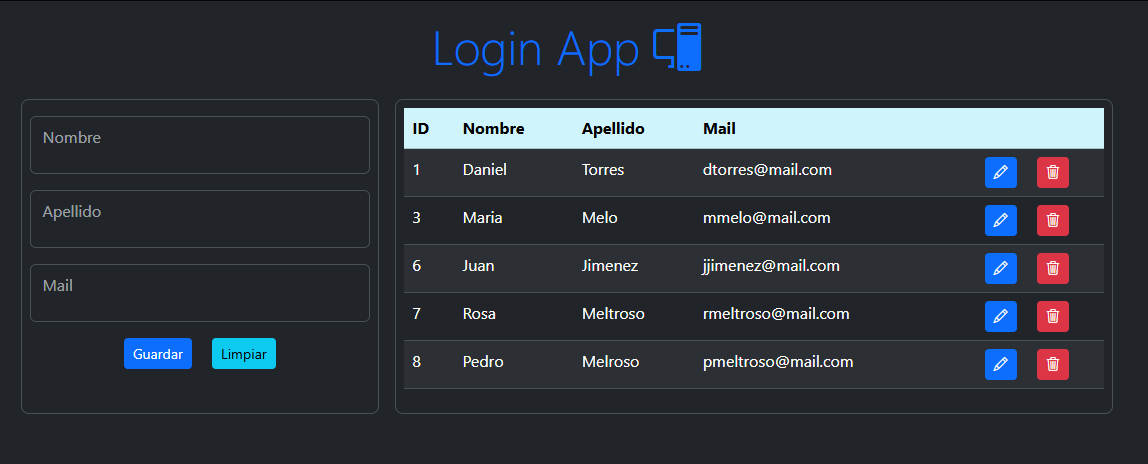 Login App
Nombre
Apellido
Mail
Guardar Limpiar
ID Nombre Apellido Mail
1 Daniel Torres dtorres@mail.com
3 Maria Melo mmelo@mail.com
6 Juan Jimenez jjimenez@mail.com
7 Rosa Meltroso rmeltroso@mail.com
8 Pedro Melroso pmeltroso@mail.com